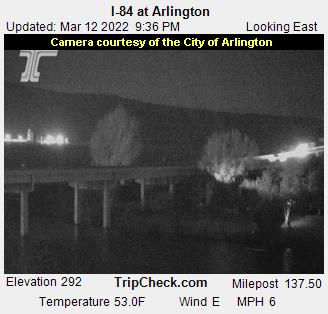 I-84 at Arlington
Updated: Mar 12 2022 9:36 PM Looking East
Camera courtesy of the City of Arlington
Elevation 292 TripCheck.com Milepost 137.50
Temperature 53.0F Wind E MPH 6